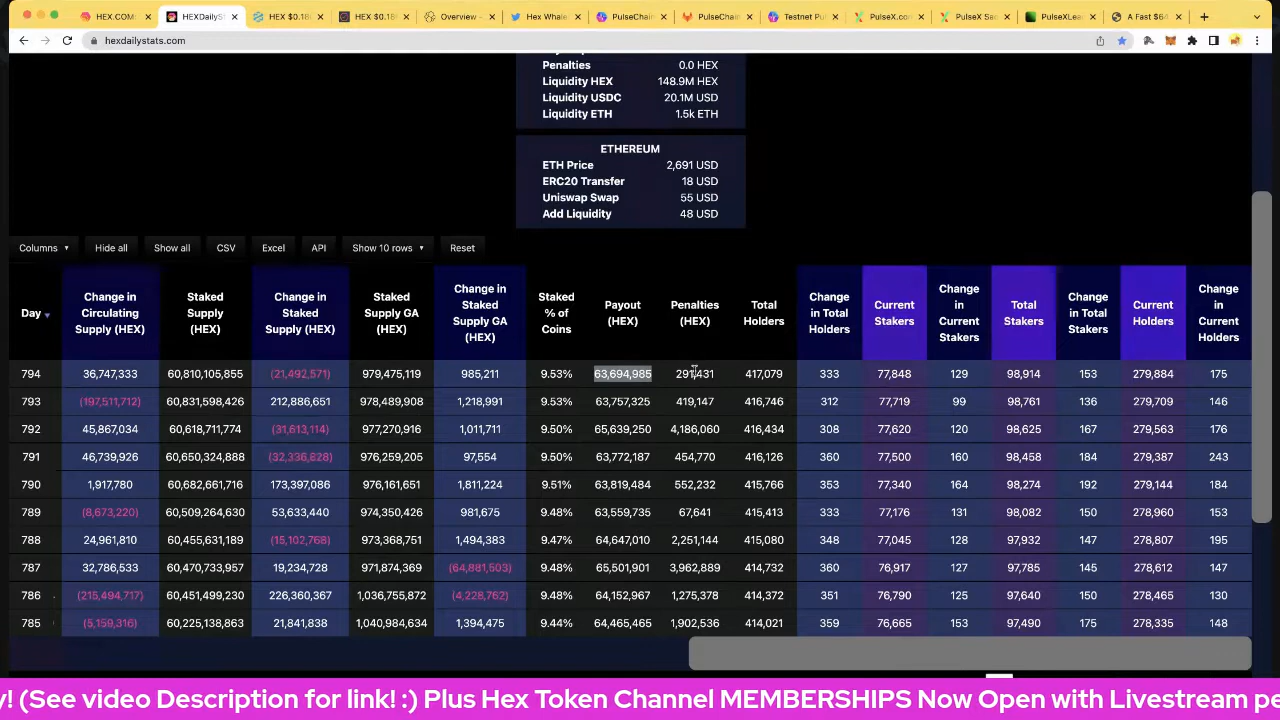 HEX.COM:
HEXDailySt
HEX $0.18
HEX $0.18
Overview –
Hex Whale
PulseChain
PulseChain
Testnet Pul
PulseX.co
PulseX Sac
PulseXLear
A Fast $6A
hexdailystats.com
Penalties 0.0 HEX
Liquidity HEX 148.9M HEX
Liquidity USDC 20.1M USD
Liquidity ETH 1.5k ETH
ETHEREUM
ETH Price 2,691 USD
ERC20 Transfer 18 USD
Uniswap Swap 55 USD
Add Liquidity 48 USD
Columns Hide all Show all CSV Excel API Show 10 rows Reset
Day
Change in
Circulating
Supply (HEX)
Staked
Supply
(HEX)
Change in
Staked
Supply (HEX)
Staked
Supply GA
(HEX)
Change in
Staked
Supply GA
(HEX)
Staked
% of
Coins
Payout
(HEX)
Penalties
(HEX)
Total
Holders
Change
in Total
Holders
Current
Stakers
Change
in
Current
Stakers
Total
Stakers
Change
in Total
Stakers
Current
Holders
Change
in
Current
Holders
794 36,747,333 60,810,105,855 (21,492,571) 979,475,119 985,211 9.53% 63,694,985 291,431 417,079 333 77,848 129 98,914 153 279,884 175
793 (197,511,712) 60,831,598,426 212,886,651 978,489,908 1,218,991 9.53% 63,757,325 419,147 416,746 312 77,719 99 98,761 136 279,709 146
792 45,867,034 60,618,711,774 (31,613,114) 977,270,916 1,011,711 9.50% 65,639,250 4,186,060 416,434 308 77,620 120 98,625 167 279,563 176
791 46,739,926 60,650,324,888 (32,336,828) 976,259,205 97,554 9.50% 63,772,187 454,770 416,126 360 77,500 160 98,458 184 279,387 243
790 1,917,780 60,682,661,716 173,397,086 976,161,651 1,811,224 9.51% 63,819,484 552,232 415,766 353 77,340 164 98,274 192 279,144 184
789 (8,673,220) 60,509,264,630 53,633,440 974,350,426 981,675 9.48% 63,559,735 67,641 415,413 333 77,176 131 98,082 150 278,960 153
788 24,961,810 60,455,631,189 (15,102,768) 973,368,751 1,494,383 9.47% 64,647,010 2,251,144 415,080 348 77,045 128 97,932 147 278,807 195
787 32,786,533 60,470,733,957 19,234,728 971,874,369 (64,881,503) 9.48% 65,501,901 3,962,889 414,732 360 76,917 127 97,785 145 278,612 147
786 (215,494,717) 60,451,499,230 226,360,367 1,036,755,872 (4,228,762) 9.48% 64,152,967 1,275,378 414,372 351 76,790 125 97,640 150 278,465 130
785 (5,159,316) 60,225,138,863 21,841,838 1,040,984,634 1,394,475 9.44% 64,465,465 1,902,536 414,021 359 76,665 153 97,490 175 278,335 148
y! (See video Description for link! :) Plus Hex Token Channel MEMBERSHIPS Now Open with Livestream pe